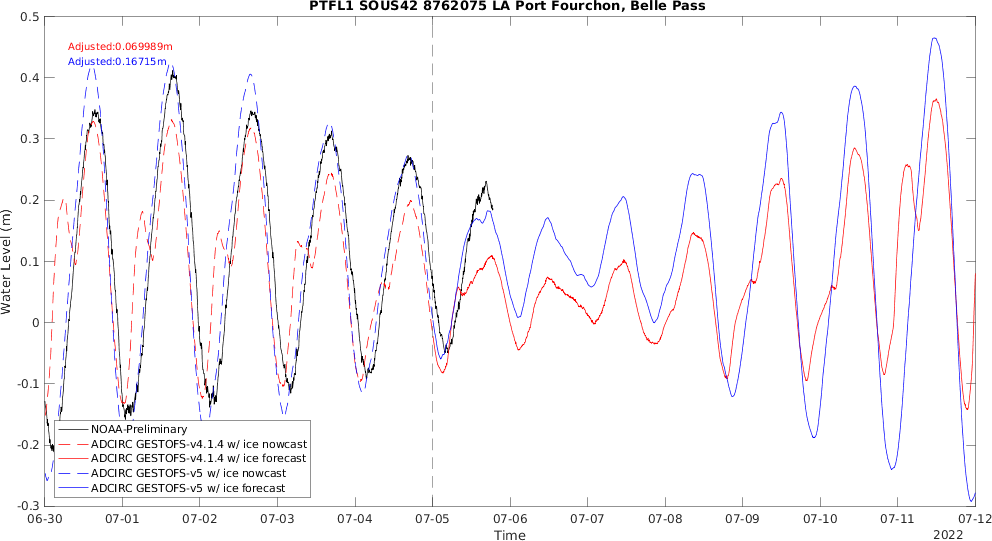 PTFL1 SOUS42 8762075 LA Port Fourchon, Belle Pass
Adjusted:0.069989m
Adjusted:0.16715m
Water Level (m)
0.5
0.4
0.3
0.2
0.1
0
-0.1
-0.2
-0.3
NOAA-Preliminary
ADCIRC GESTOFS-v4.1.4 w/ ice nowcast
ADCIRC GESTOFS-v4.1.4 w/ ice forecast
ADCIRC GESTOFS-v5 w/ ice nowcast
ADCIRC GESTOFS-v5 w/ ice forecast
06-30 07-01 07-02 07-03 07-04 07-05 07-06 07-07 07-08 07-09 07-10 07-11 07-12
Time
2022